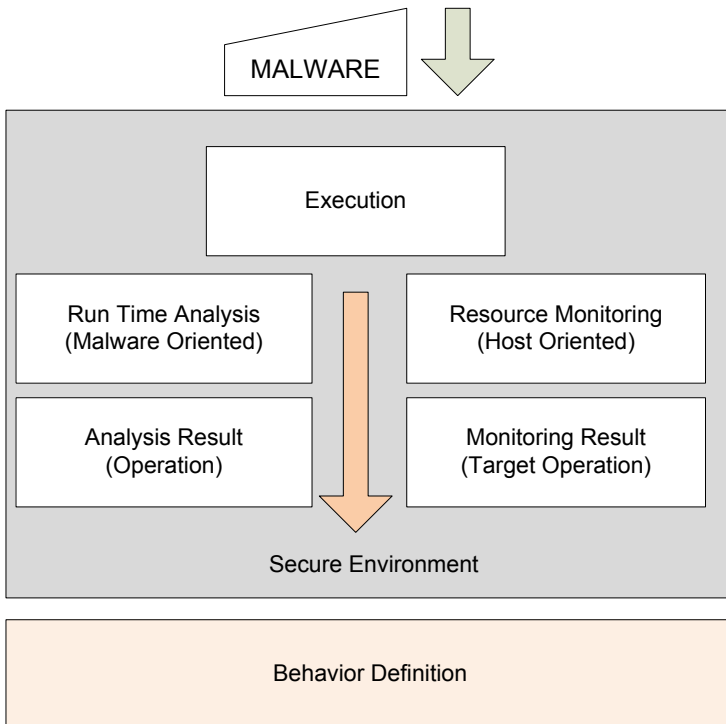 MALWARE
Execution
Run Time Analysis
(Malware Oriented)
Resource Monitoring
(Host Oriented)
Analysis Result
(Operation)
Monitoring Result
(Target Operation)
Secure Environment
Behavior Definition